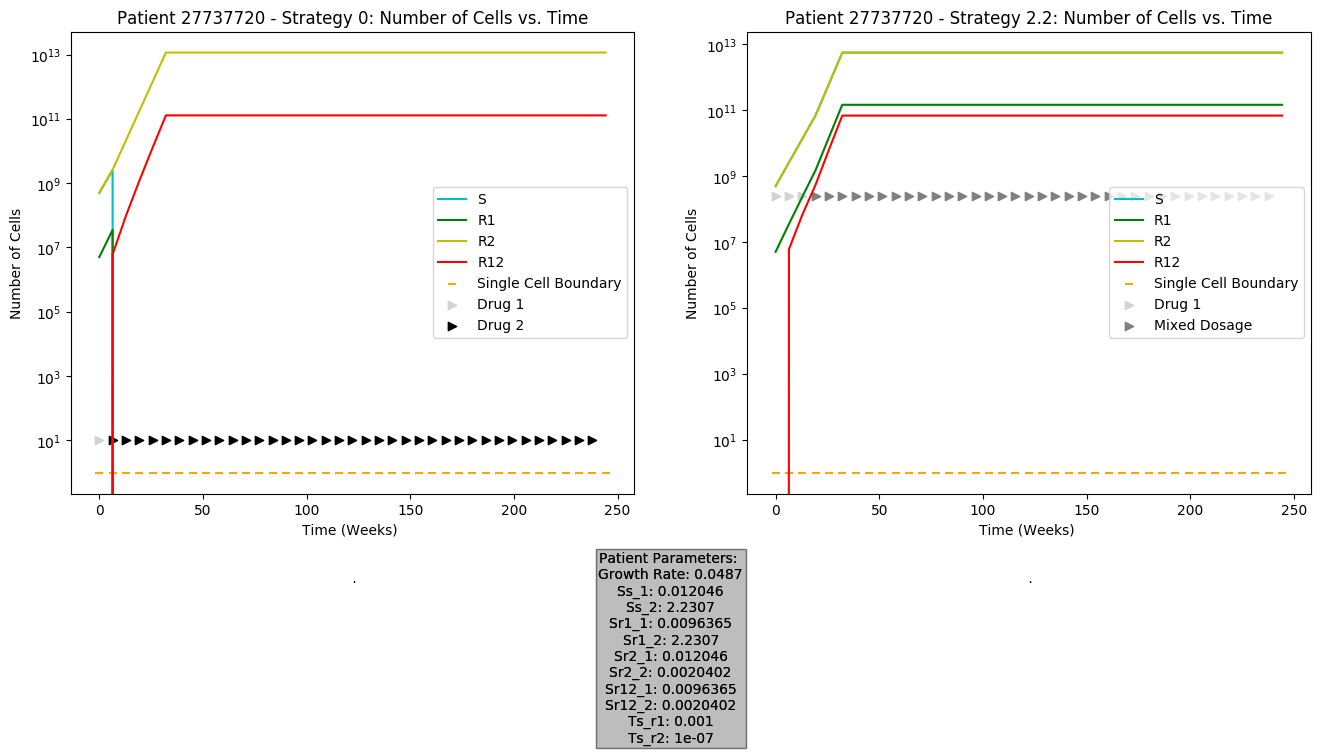 Patient 27737720 - Strategy 0: Number of Cells vs. Time
Number of Cells
10^13
10^11
10^9
10^7
10^5
10^3
10^1
S
R1
R2
R12
Single Cell Boundary
Drug 1
Drug 2
0 50 100 150 200 250
Time (Weeks)
.
Patient 27737720 - Strategy 2.2: Number of Cells vs. Time
Number of Cells
10^13
10^11
10^9
10^7
10^5
10^3
10^1
S
R1
R2
R12
Single Cell Boundary
Drug 1
Mixed Dosage
0 50 100 150 200 250
Time (Weeks)
.
Patient Parameters:
Growth Rate: 0.0487
Ss_1: 0.012046
Ss_2: 2.2307
Sr1_1: 0.0096365
Sr1_2: 2.2307
Sr2_1: 0.012046
Sr2_2: 0.0020402
Sr12_1: 0.0096365
Sr12_2: 0.0020402
Ts_r1: 0.001
Ts_r2: 1e-07